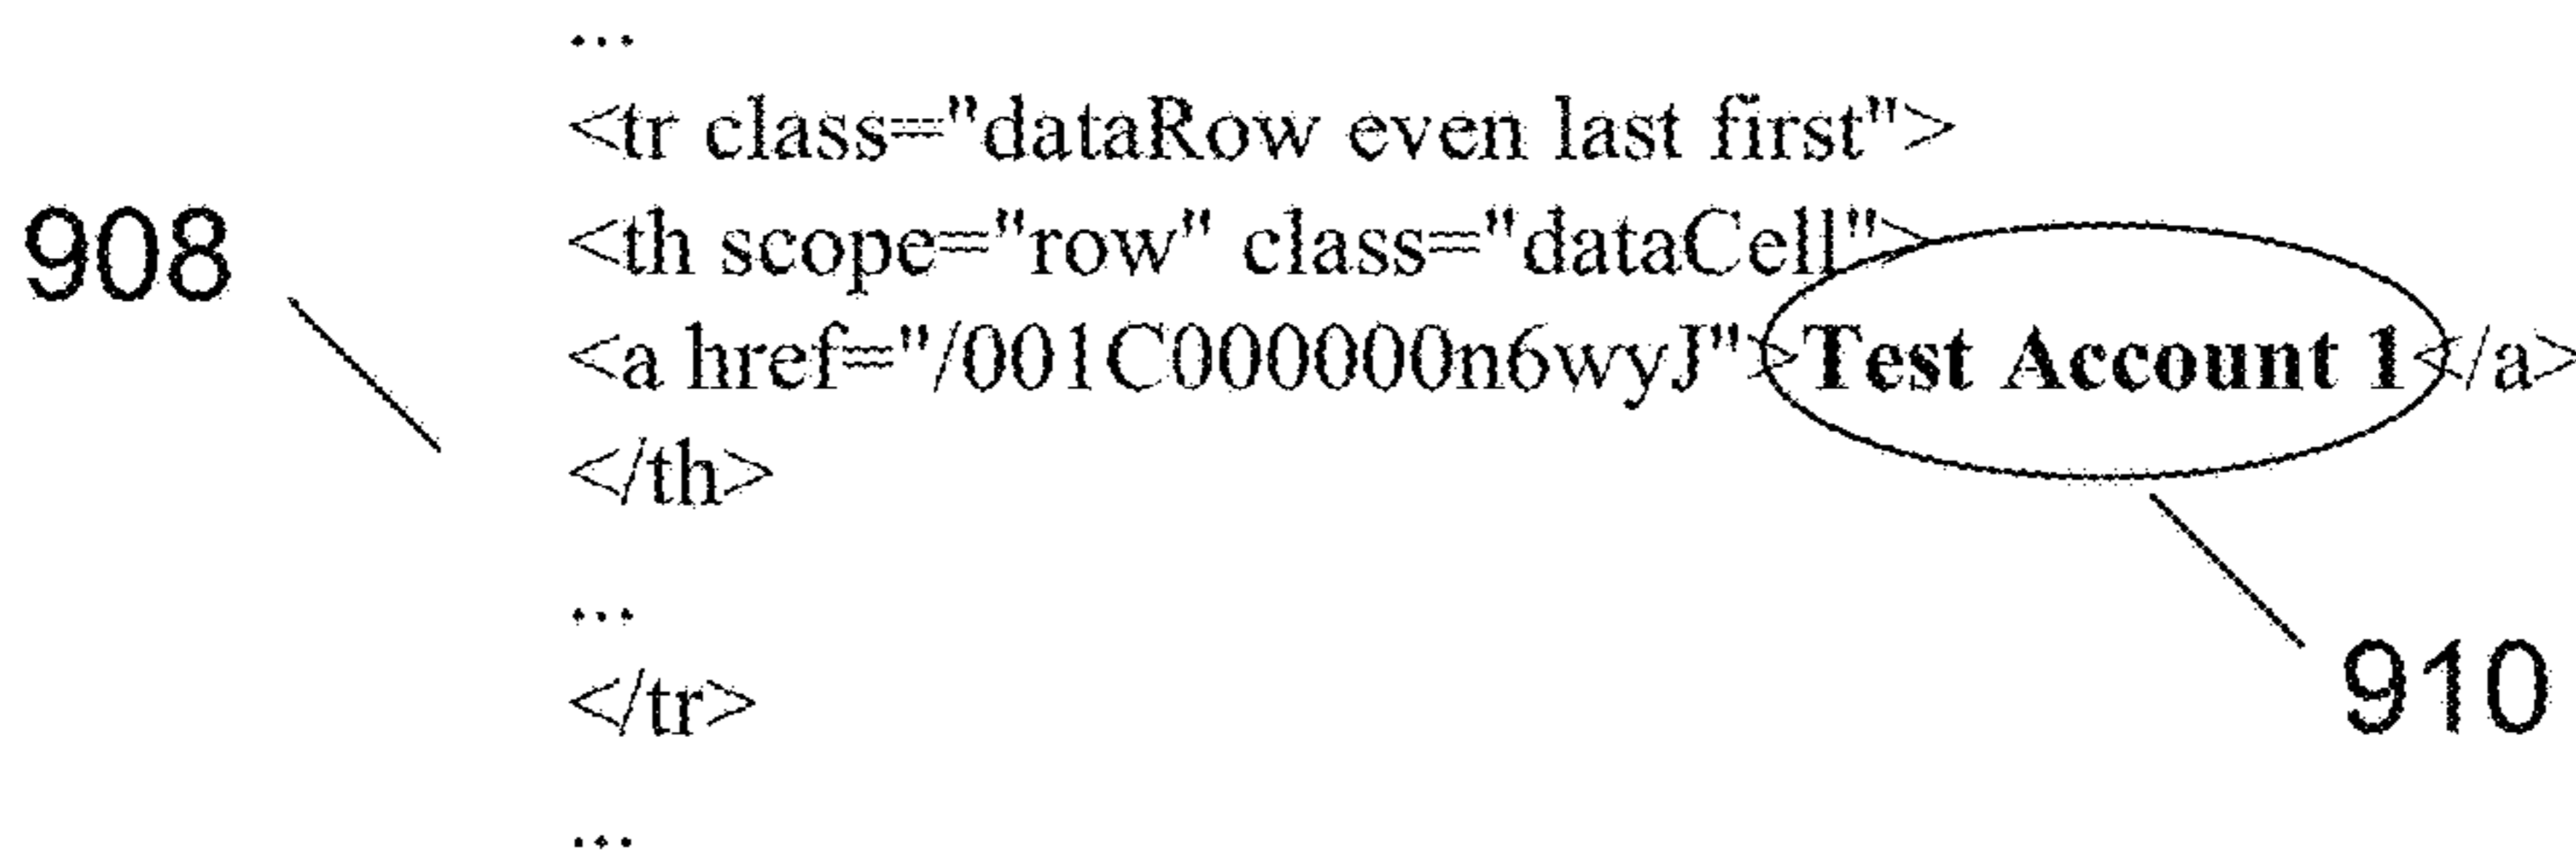 ...
<tr class="dataRow even last first">
908
<th scope="row" class="dataCell">
<a href="/001C000000n6wyJ">Test Account 1</a>
</th>
...
</tr>
910
...